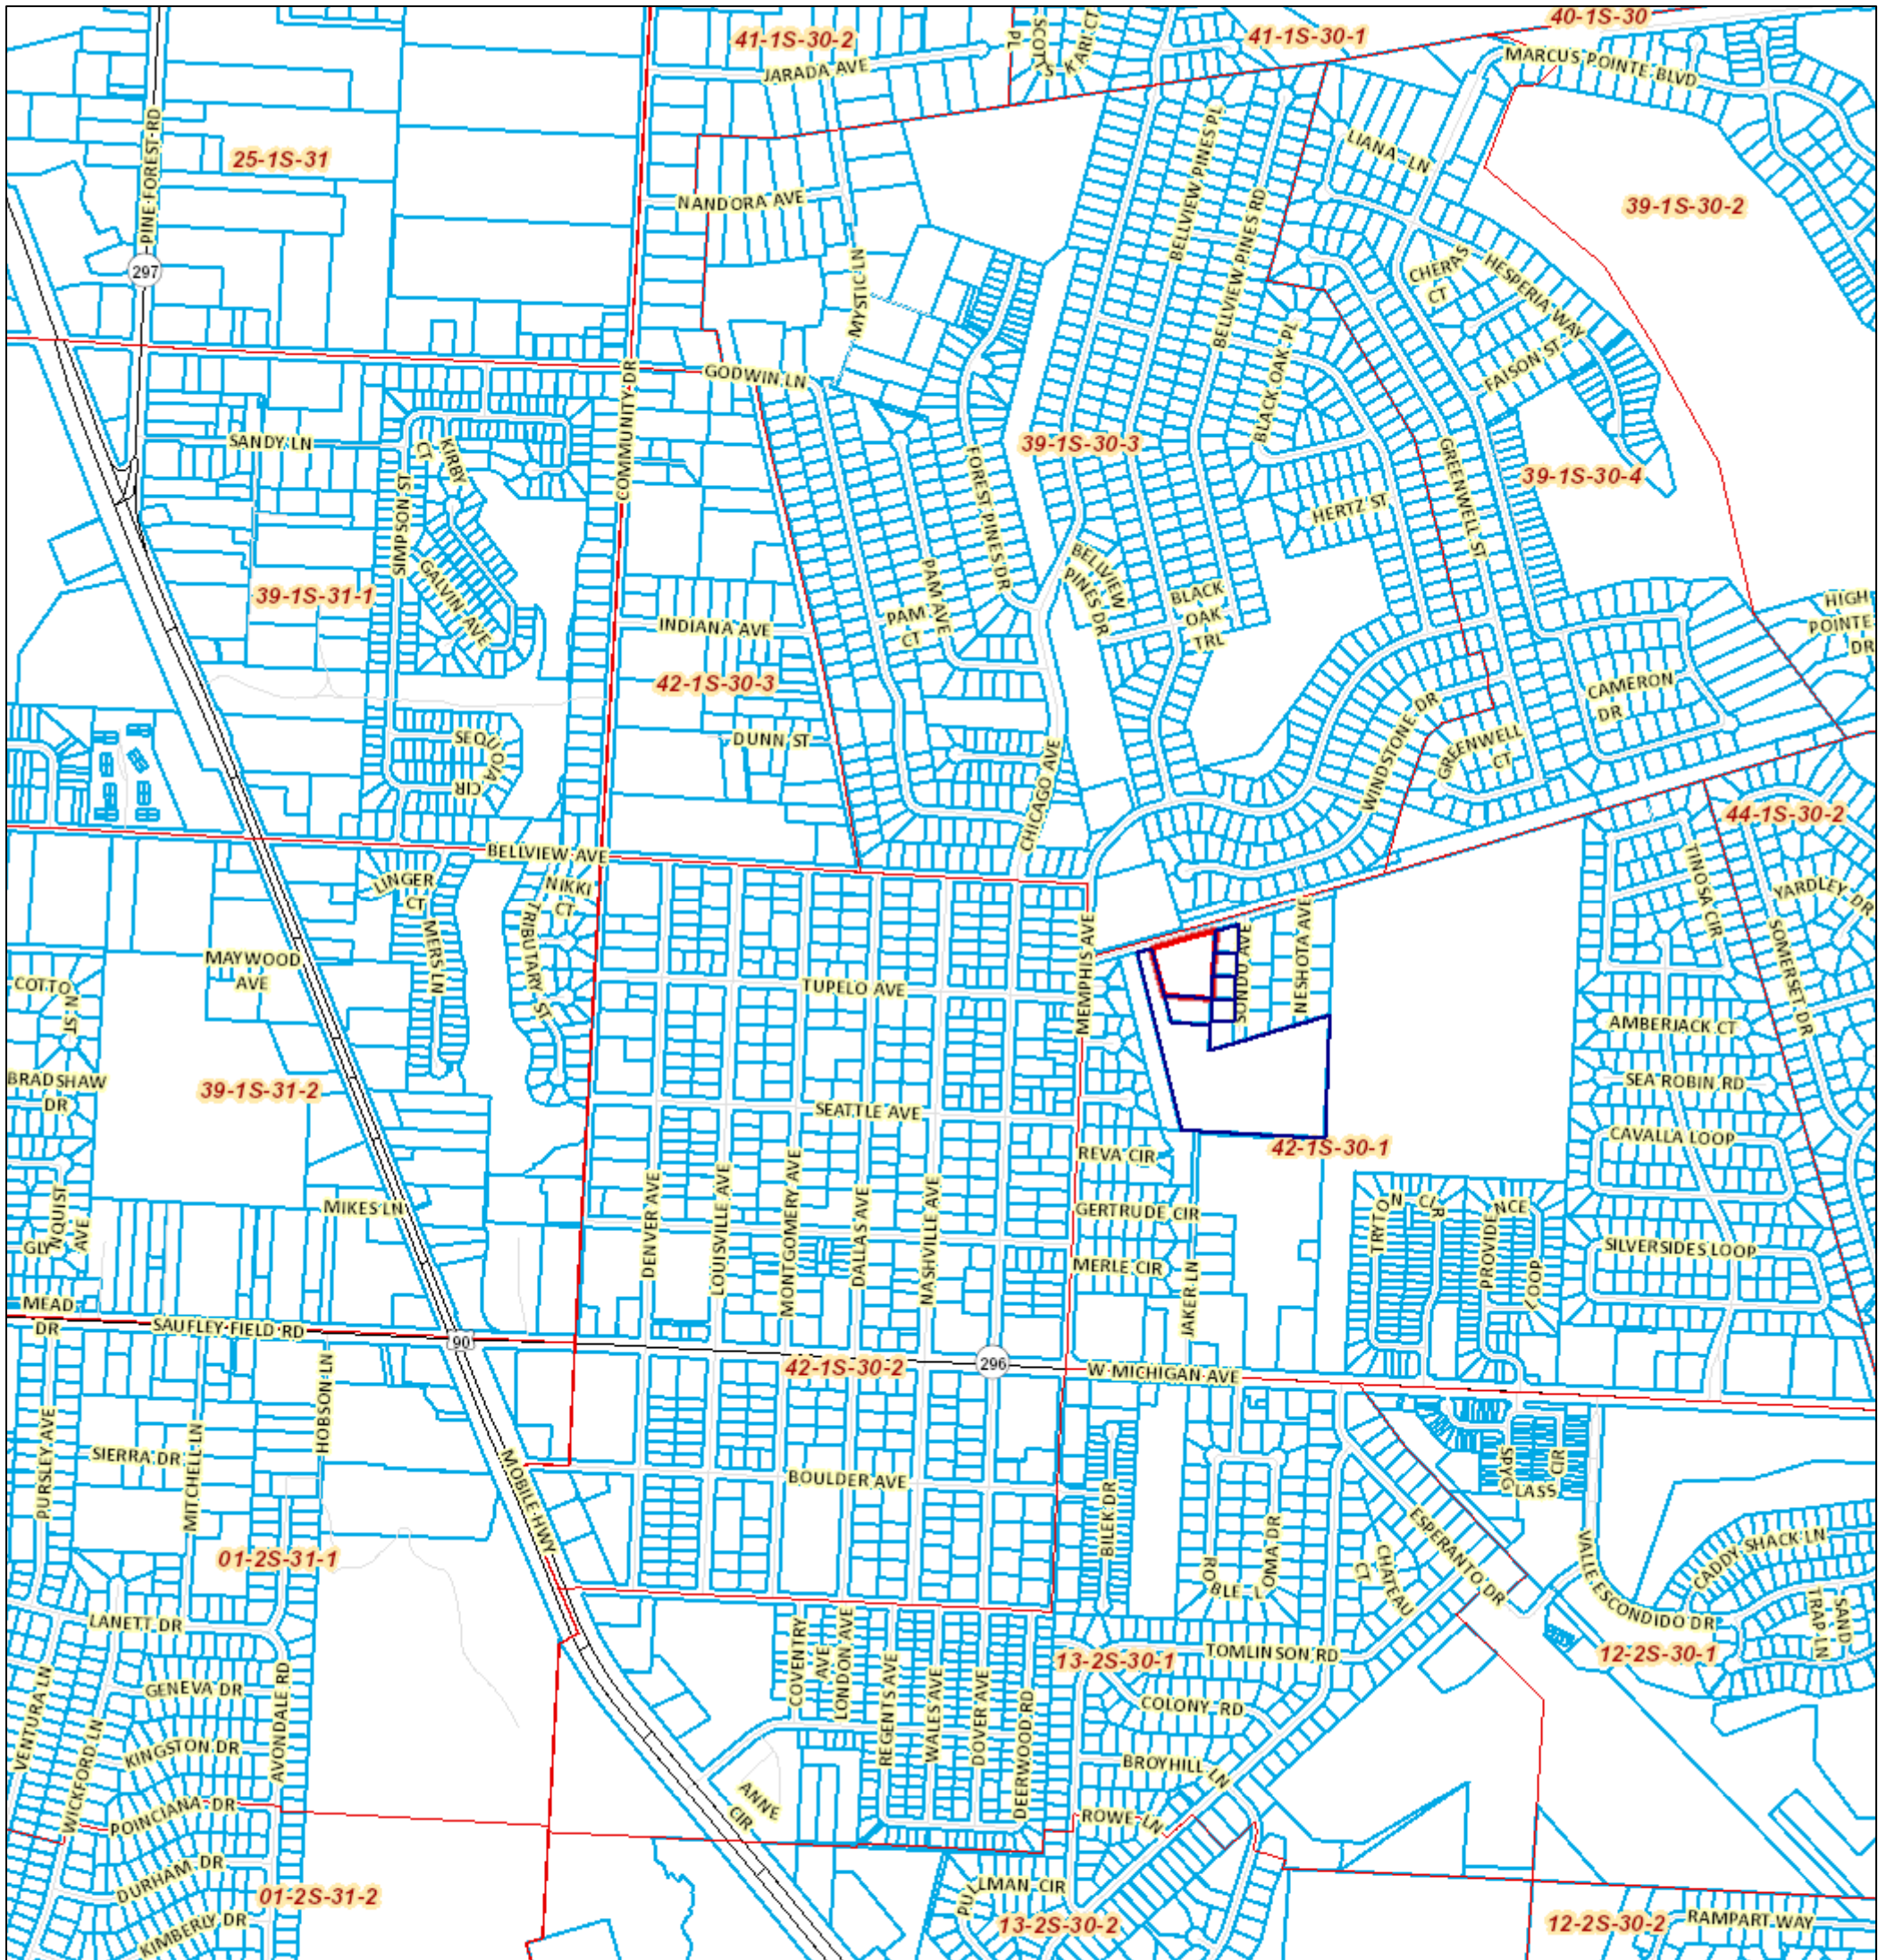 40-1S-30
41-1S-30-2
41-1S-30-1
SCOTTS
PL
KARI CT
MARCUS POINTE BLVD
JARADA AVE
PINE FOREST RD
25-1S-31
LIANA LN
BELLVIEW PINES PL
NANDORA AVE
39-1S-30-2
BELLVIEW PINES RD
297
MYSTIC LN
CHERAS
CT
HESPERIA WAY
BLACK OAK PL
FAISON ST
GODWIN LN
COMMUNITY DR
SANDY LN
KIRBY
CT
39-1S-30-3
39-1S-30-4
GREENWELL ST
FOREST PINES DR
HERTZ ST
SIMPSON ST
GALVIN AVE
39-1S-31-1
BELLVIEW
PINES DR
PAM AVE
PAM
CT
BLACK
OAK
TRL
HIGH
POINTE
DR
INDIANA AVE
42-1S-30-3
CAMERON
DR
WINDSTONE DR
SEQUOIA
CIR
DUNN ST
GREENWELL
CT
CHICAGO AVE
44-1S-30-2
BELLVIEW AVE
LINGER
CT
NIKKI
CT
TINOSA CIR
YARDLEY DR
MERS LN
TRIBUTARY ST
MEMPHIS AVE
SUNDU AVE
NESHOTA AVE
SOMERSET DR
MAYWOOD
AVE
COTTO
N ST
TUPELO AVE
AMBERJACK CT
BRADSHAW
DR
39-1S-31-2
SEA ROBIN RD
SEATTLE AVE
CAVALLA LOOP
REVA CIR
42-1S-30-1
MIKES LN
GLY
NQUIST
AVE
DENVER AVE
LOUISVILLE AVE
MONTGOMERY AVE
DALLAS AVE
NASHVILLE AVE
GERTRUDE CIR
TRYTO
N CIR
PROVIDE
NCE
LOOP
SILVERSIDES LOOP
MERLE CIR
JAKER LN
MEAD
DR
SAUFLEY FIELD RD
90
296
42-1S-30-2
W MICHIGAN AVE
HOBSON LN
PURSLEY AVE
SIERRA DR
MITCHELL LN
MOBILE HWY
BOULDER AVE
BILEK DR
SPYG
LASS
CIR
ESPERANTO DR
RO
BLE
LOMA DR
CHATEAU
CT
01-2S-31-1
VALLE ESCONDIDO DR
CADDY SHACK LN
SAND
TRAP LN
LANETT DR
COVENTRY
AVE
LONDON AVE
REGENTS AVE
WALES AVE
DOVER AVE
DEERWOOD RD
13-2S-30-1
TOMLINSON RD
12-2S-30-1
VENTURA LN
GENEVA DR
AVONDALE RD
COLONY RD
WICKFORD LN
KINGSTON DR
BROYHILL LN
POINCIANA DR
ANNE
CIR
ROWE LN
DURHAM DR
01-2S-31-2
PULLMAN CIR
KIMBERLY DR
13-2S-30-2
12-2S-30-2
RAMPART WAY